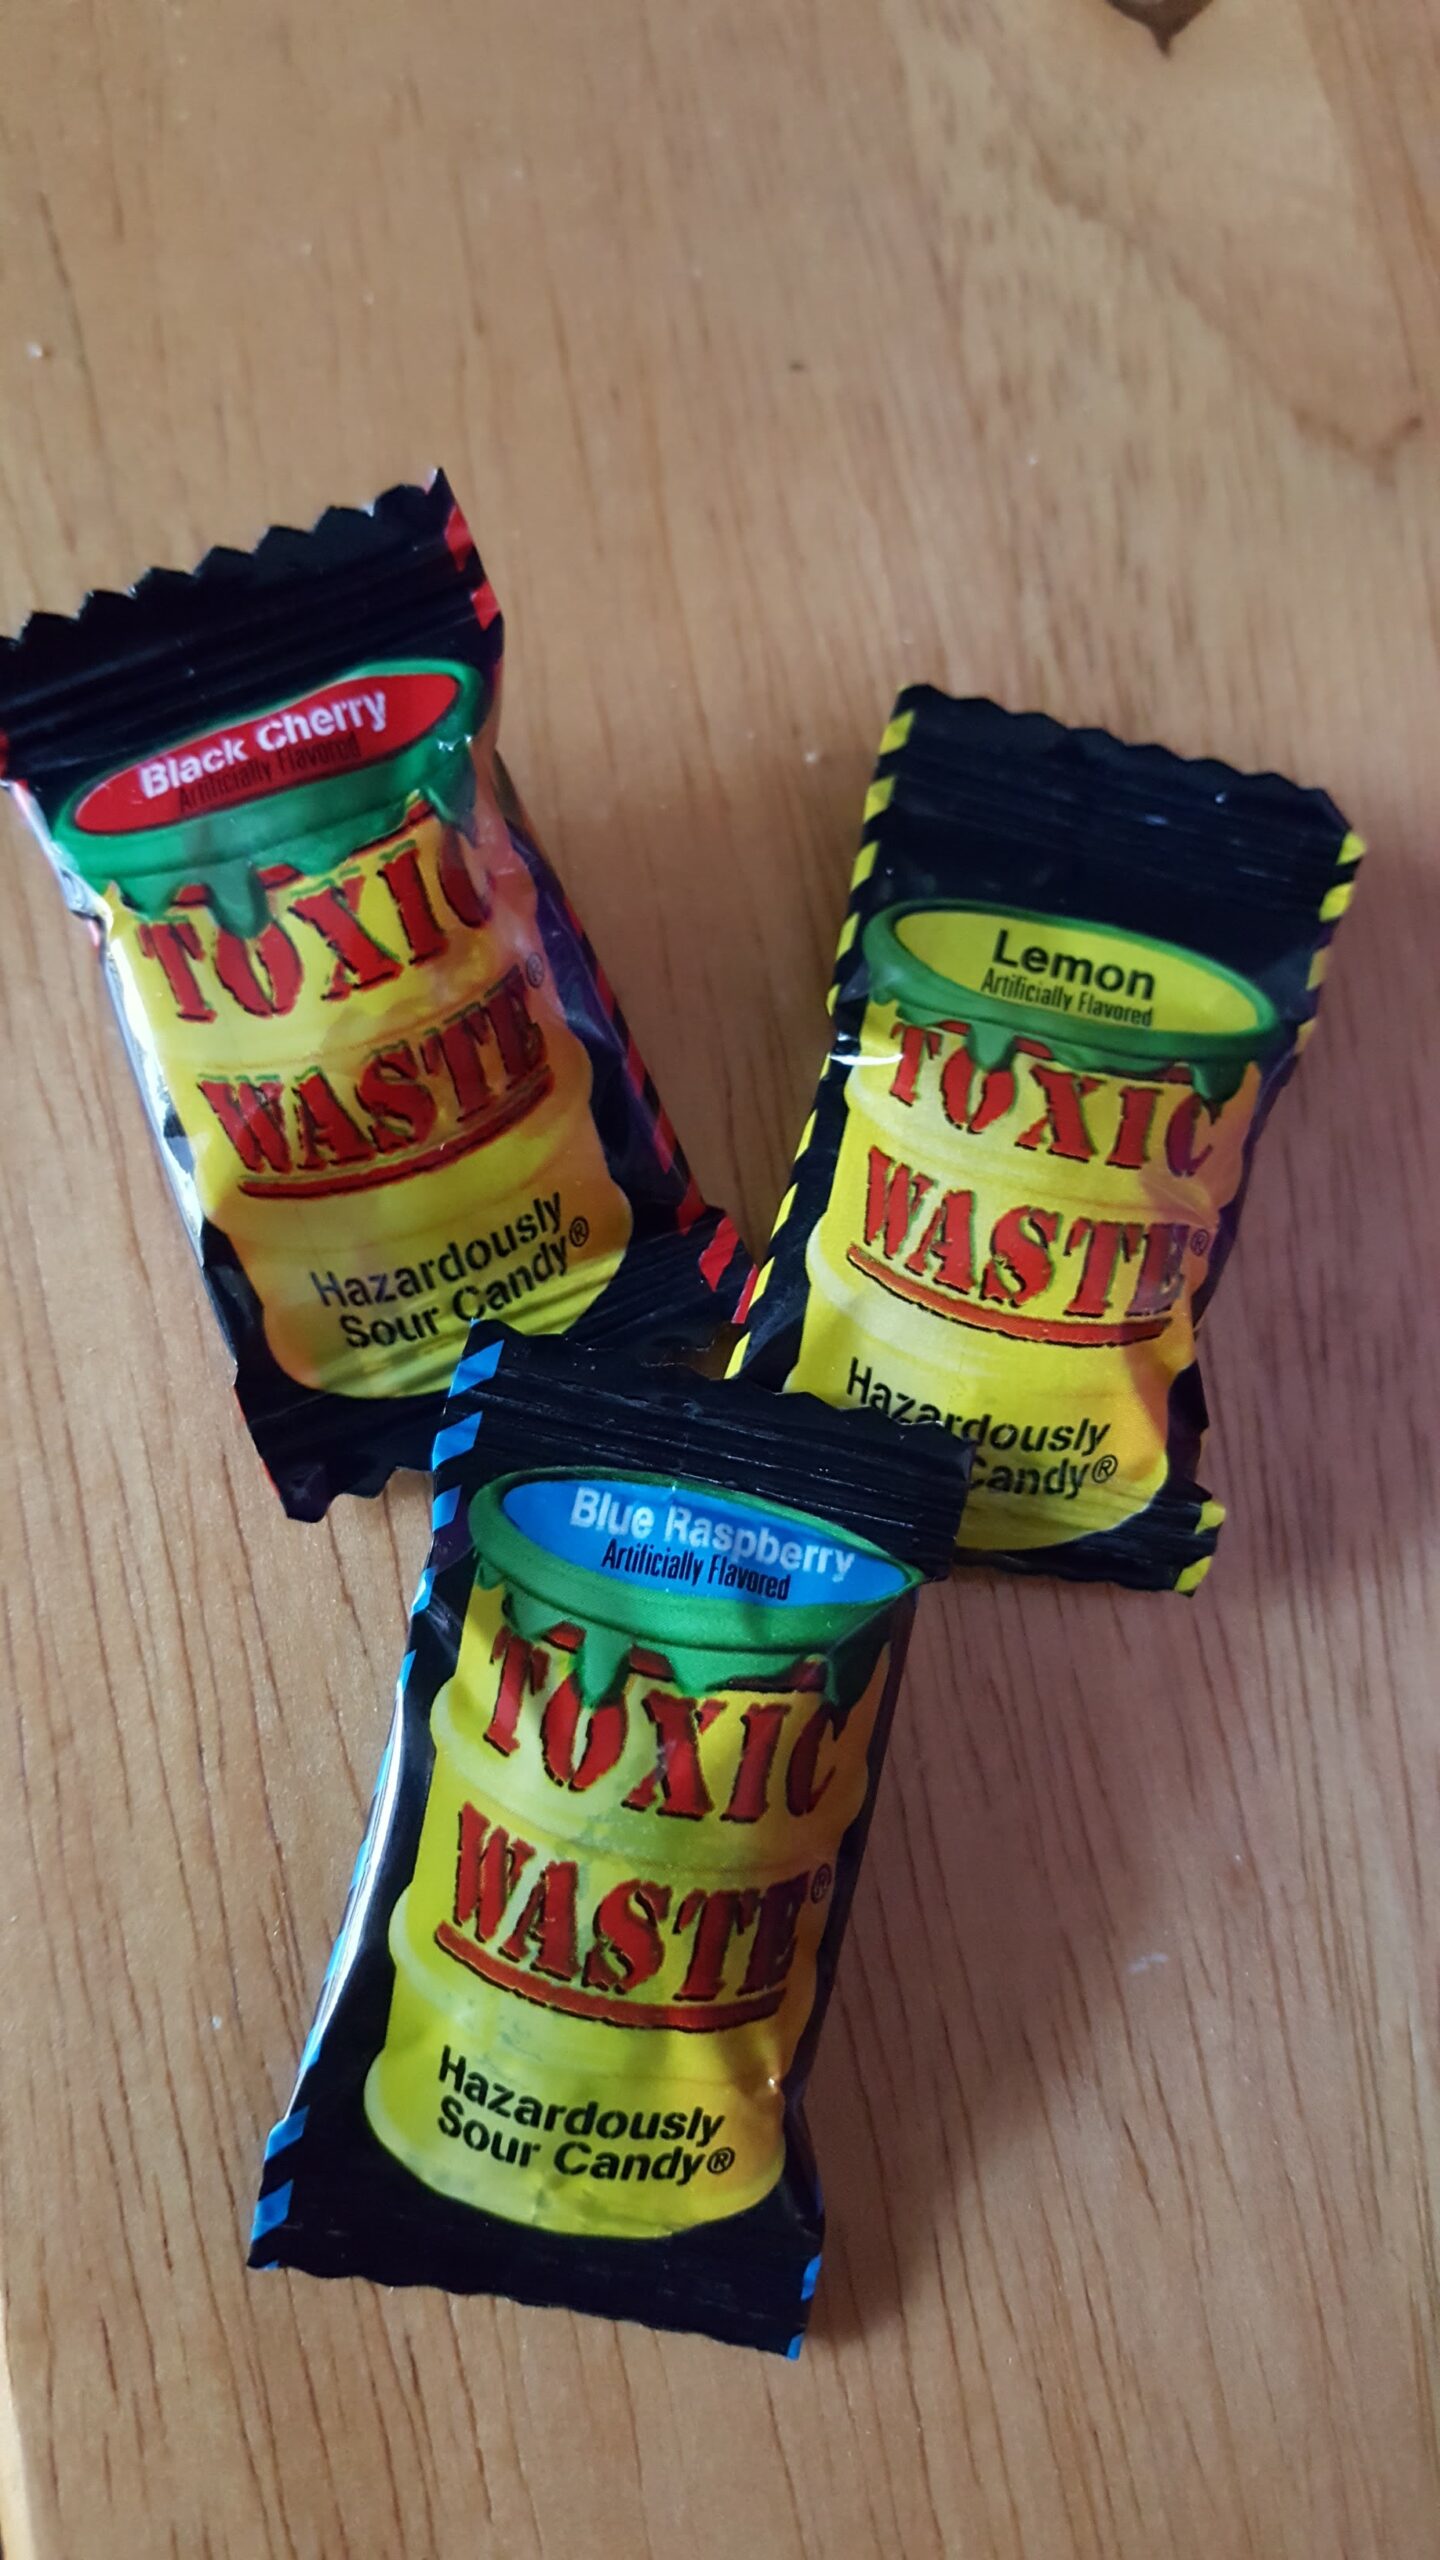 Black Cherry
Artificially Flavored
TOXIC
WASTE®
Hazardously
Sour Candy®
Lemon
Artificially Flavored
TOXIC
WASTE®
Hazardously
Candy®
Blue Raspberry
Artificially Flavored
TOXIC
WASTE®
Hazardously
Sour Candy®